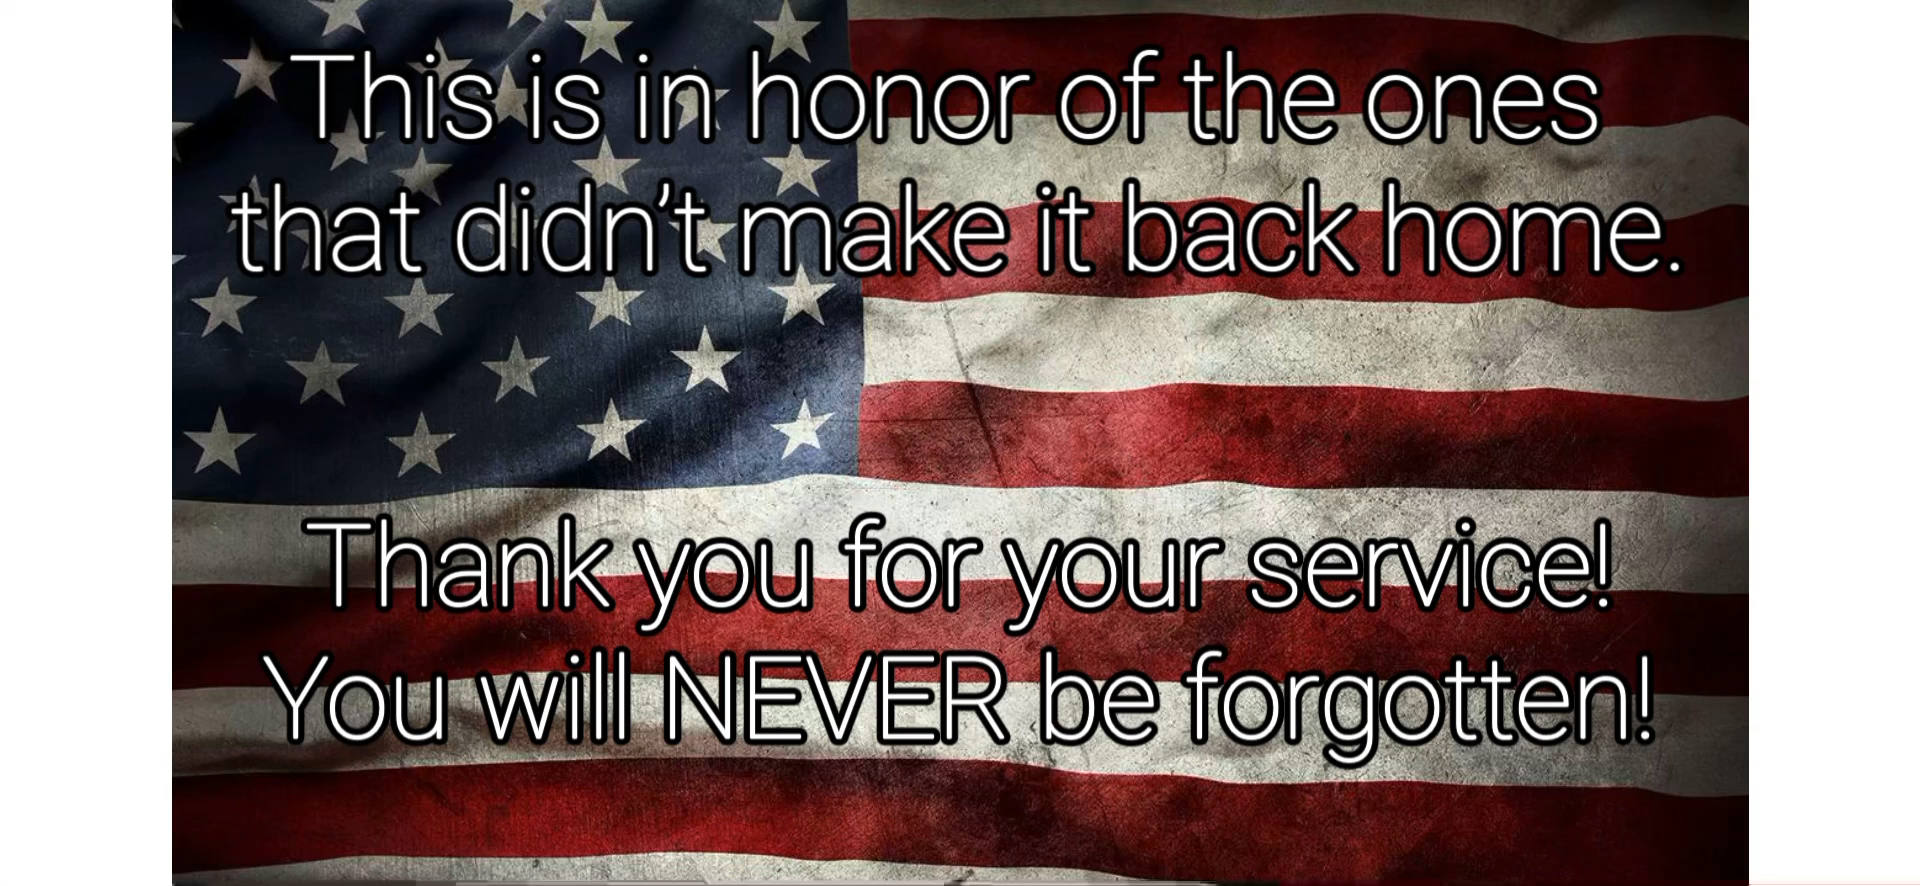 This is in honor of the ones
that didn’t make it back home.
Thank you for your service!
You will NEVER be forgotten!